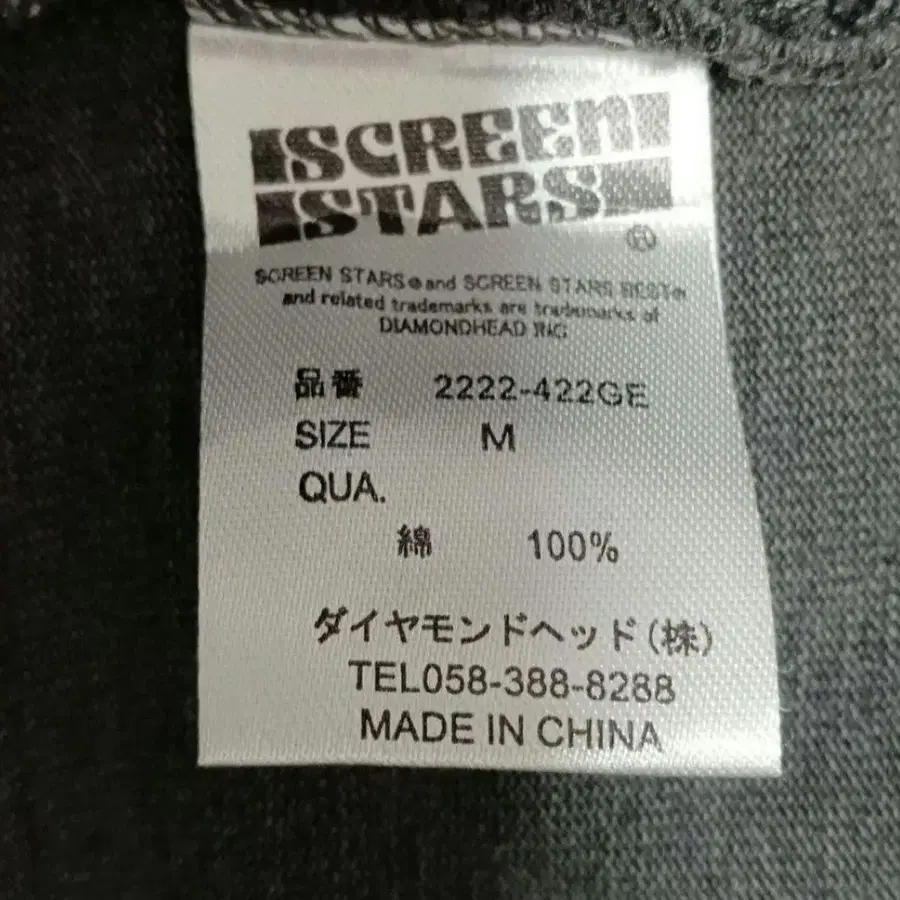 SCREEN
STARS
®
SCREEN STARS® and SCREEN STARS BEST®
and related trademarks are trademarks of
DIAMONDHEAD INC
品番 2222-422GE
SIZE M
QUA.
綿 100%
ダイヤモンドヘッド(株)
TEL058-388-8288
MADE IN CHINA